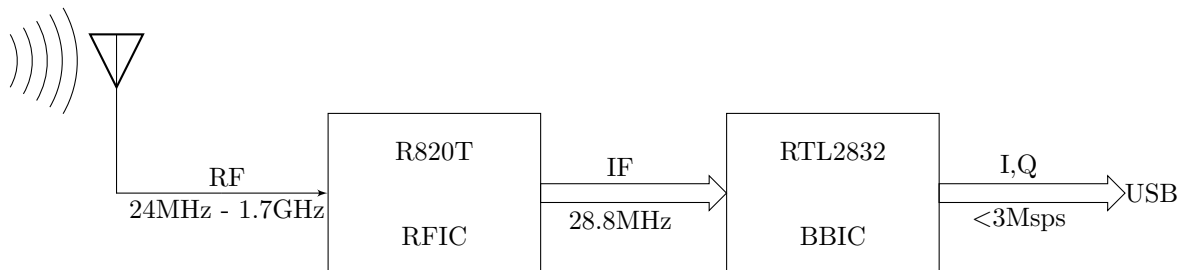 RF
24MHz - 1.7GHz
R820T
RFIC
IF
28.8MHz
RTL2832
BBIC
I,Q
<3Msps
USB